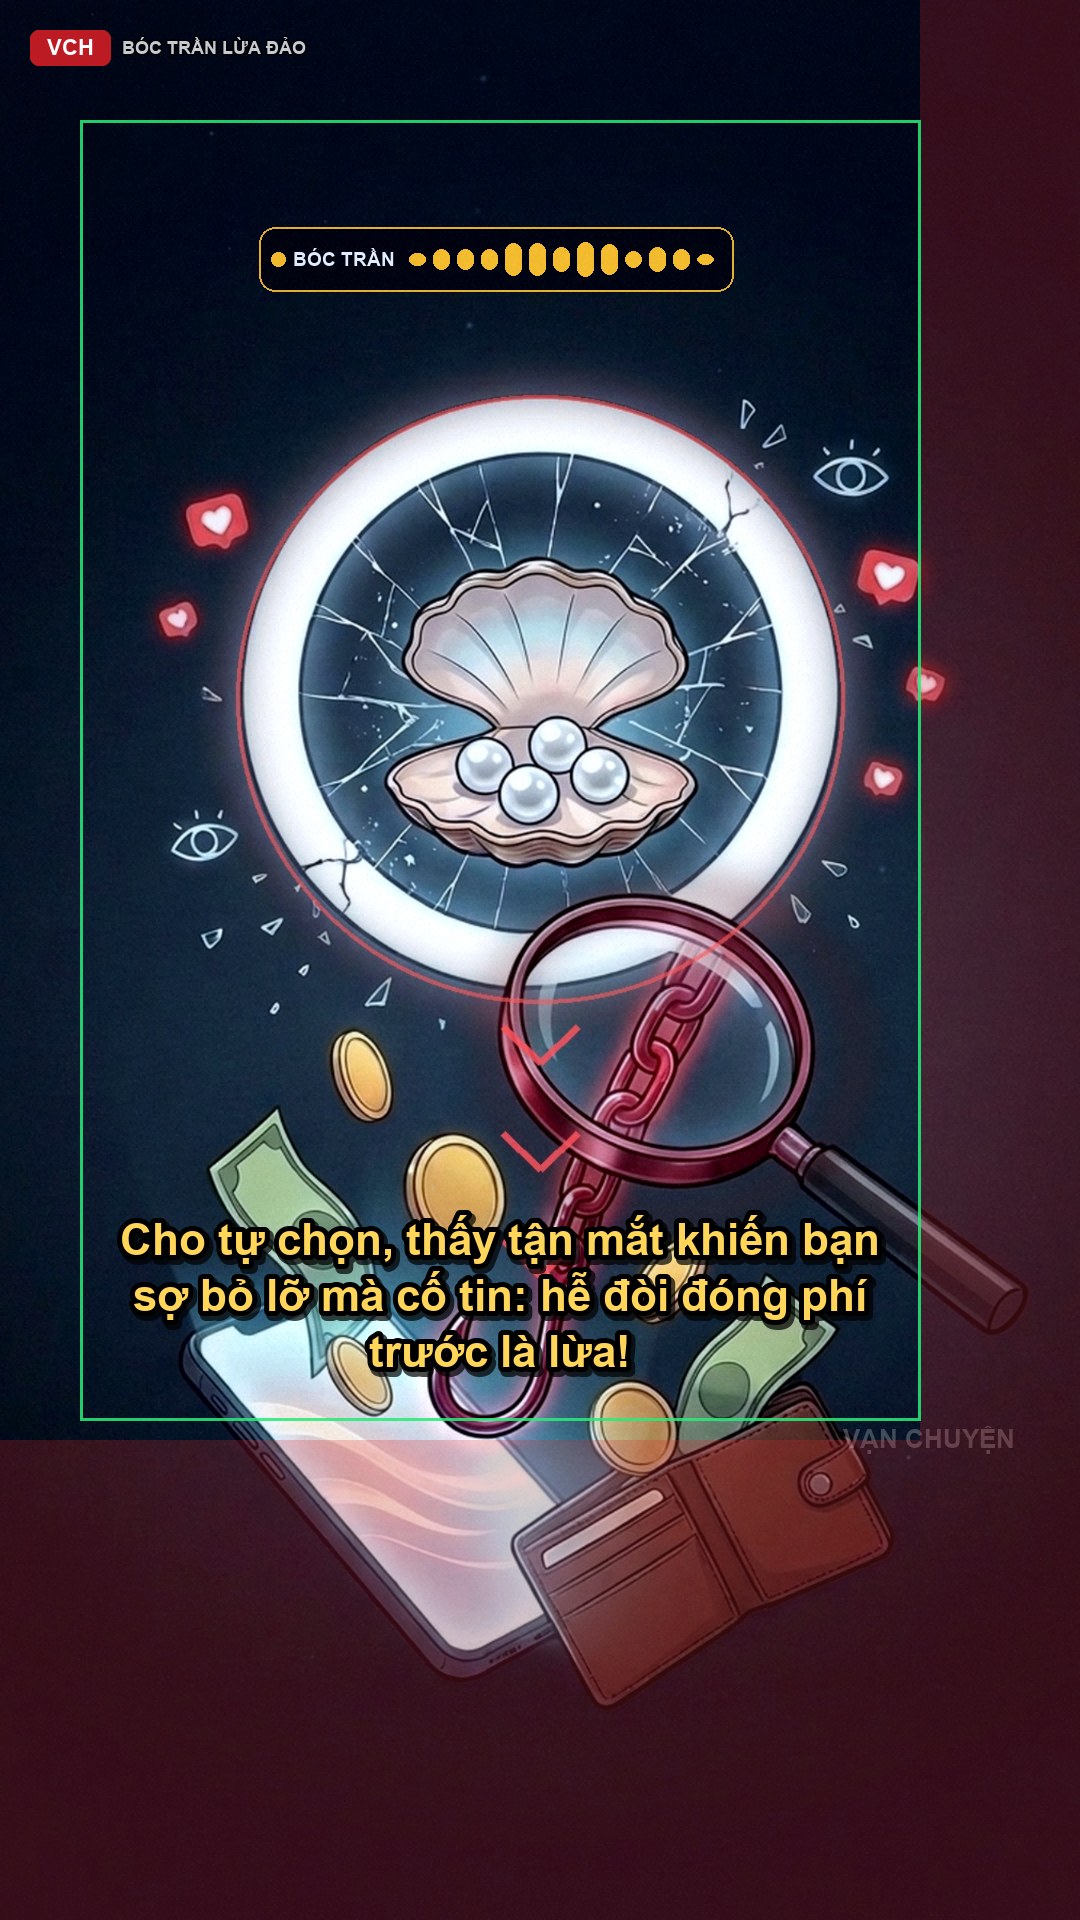 VCH BÓC TRẦN LỪA ĐẢO
BÓC TRẦN
Cho tự chọn, thấy tận mắt khiến bạn
sợ bỏ lỡ mà cố tin: hễ đòi đóng phí
trước là lừa!
VẠN CHUYỆN